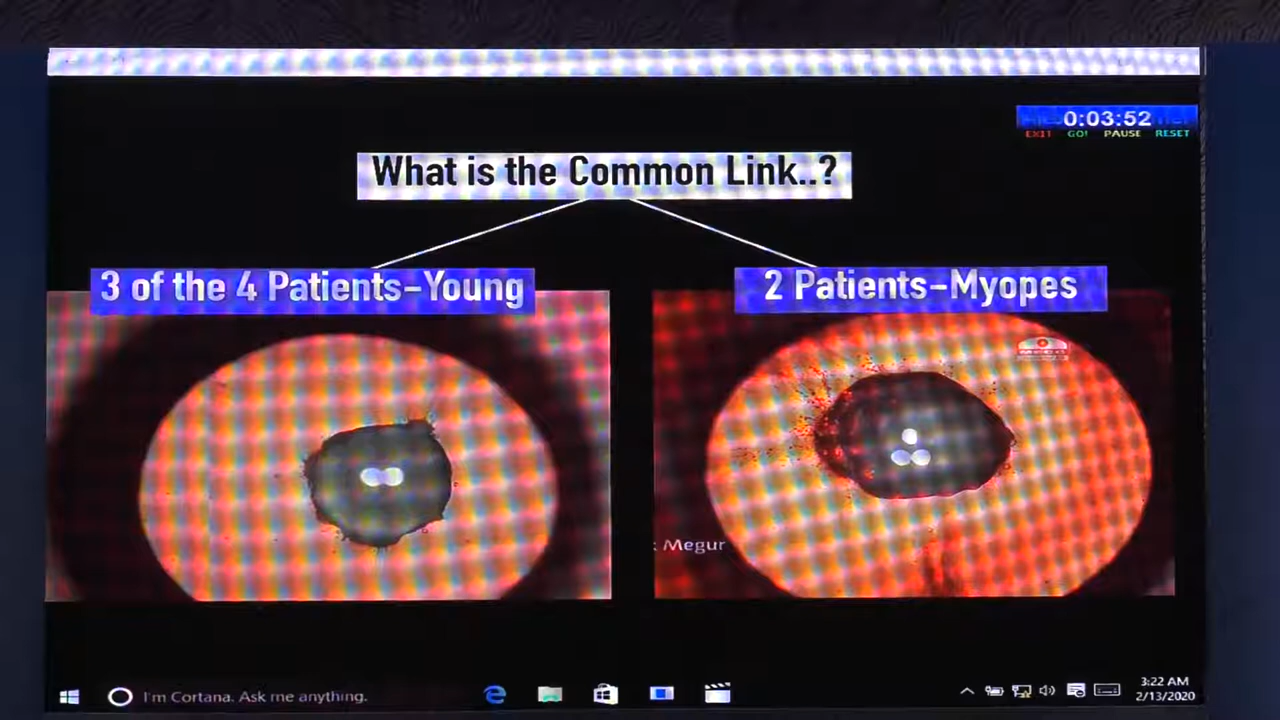 0:03:52
EXIT GO! PAUSE RESET
What is the Common Link..?
3 of the 4 Patients-Young
2 Patients-Myopes
: Megur
I'm Cortana. Ask me anything.
3:22 AM
2/13/2020